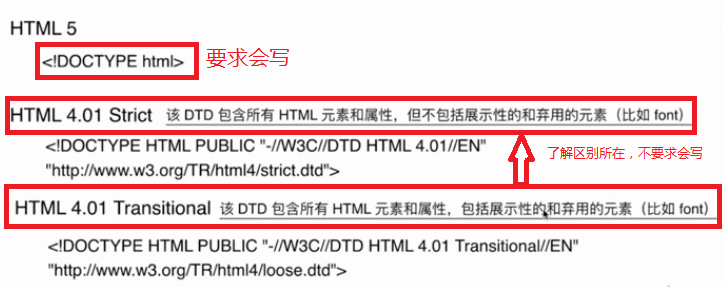 HTML 5
<!DOCTYPE html> 要求会写
HTML 4.01 Strict 该 DTD 包含所有 HTML 元素和属性，但不包括展示性的和弃用的元素（比如 font）
<!DOCTYPE HTML PUBLIC "-//W3C//DTD HTML 4.01//EN"
"http://www.w3.org/TR/html4/strict.dtd">
了解区别所在，不要求会写
HTML 4.01 Transitional 该 DTD 包含所有 HTML 元素和属性，包括展示性的和弃用的元素（比如 font）
<!DOCTYPE HTML PUBLIC "-//W3C//DTD HTML 4.01 Transitional//EN"
"http://www.w3.org/TR/html4/loose.dtd">